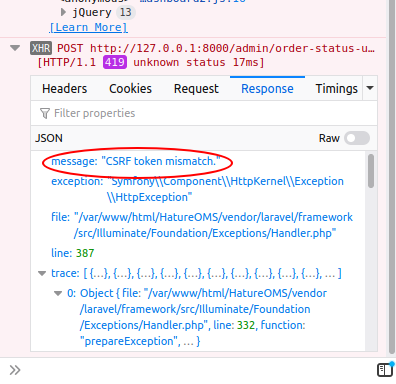 jQuery 13
[Learn More]
XHR POST http://127.0.0.1:8000/admin/order-status-u…
[HTTP/1.1 419 unknown status 17ms]
Headers Cookies Request Response Timings
Filter properties
JSON Raw
message: "CSRF token mismatch."
exception: "Symfony\\Component\\HttpKernel\\Exception
\\HttpException"
file: "/var/www/html/HatureOMS/vendor/laravel/framework
/src/Illuminate/Foundation/Exceptions/Handler.php"
line: 387
trace: [ {…}, {…}, {…}, {…}, {…}, {…}, {…}, {…}, {…}, {…}, … ]
0: Object { file: "/var/www/html/HatureOMS/vendor
/laravel/framework/src/Illuminate/Foundation
/Exceptions/Handler.php", line: 332, function:
"prepareException", … }